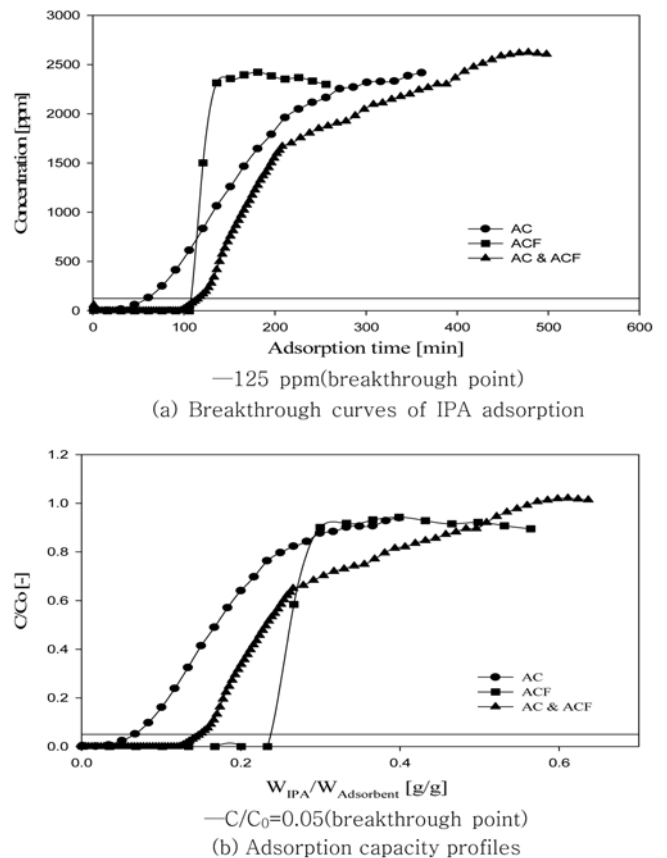 3000
2500
2000
1500
1000
500
0
Concentration [ppm]
AC
ACF
AC & ACF
0 100 200 300 400 500 600
Adsorption time [min]
—125 ppm(breakthrough point)
(a) Breakthrough curves of IPA adsorption
1.2
1.0
0.8
0.6
0.4
0.2
0.0
C/Co [-]
AC
ACF
AC & ACF
0.0 0.2 0.4 0.6
W_IPA/W_Adsorbent [g/g]
—C/C₀=0.05(breakthrough point)
(b) Adsorption capacity profiles